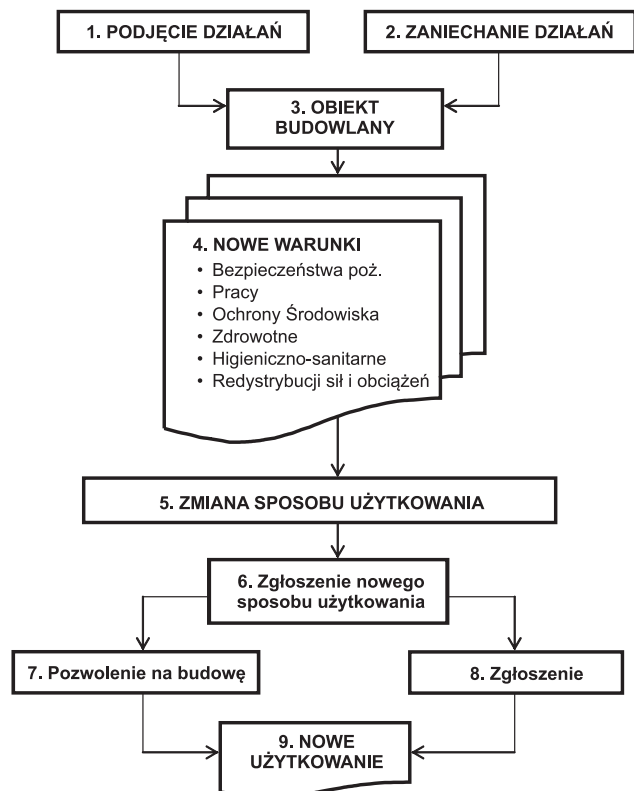 1. PODJĘCIE DZIAŁAŃ
2. ZANIECHANIE DZIAŁAŃ
3. OBIEKT
BUDOWLANY
4. NOWE WARUNKI
• Bezpieczeństwa poż.
• Pracy
• Ochrony Środowiska
• Zdrowotne
• Higieniczno-sanitarne
• Redystrybucji sił i obciążeń
5. ZMIANA SPOSOBU UŻYTKOWANIA
6. Zgłoszenie nowego
sposobu użytkowania
7. Pozwolenie na budowę
8. Zgłoszenie
9. NOWE
UŻYTKOWANIE